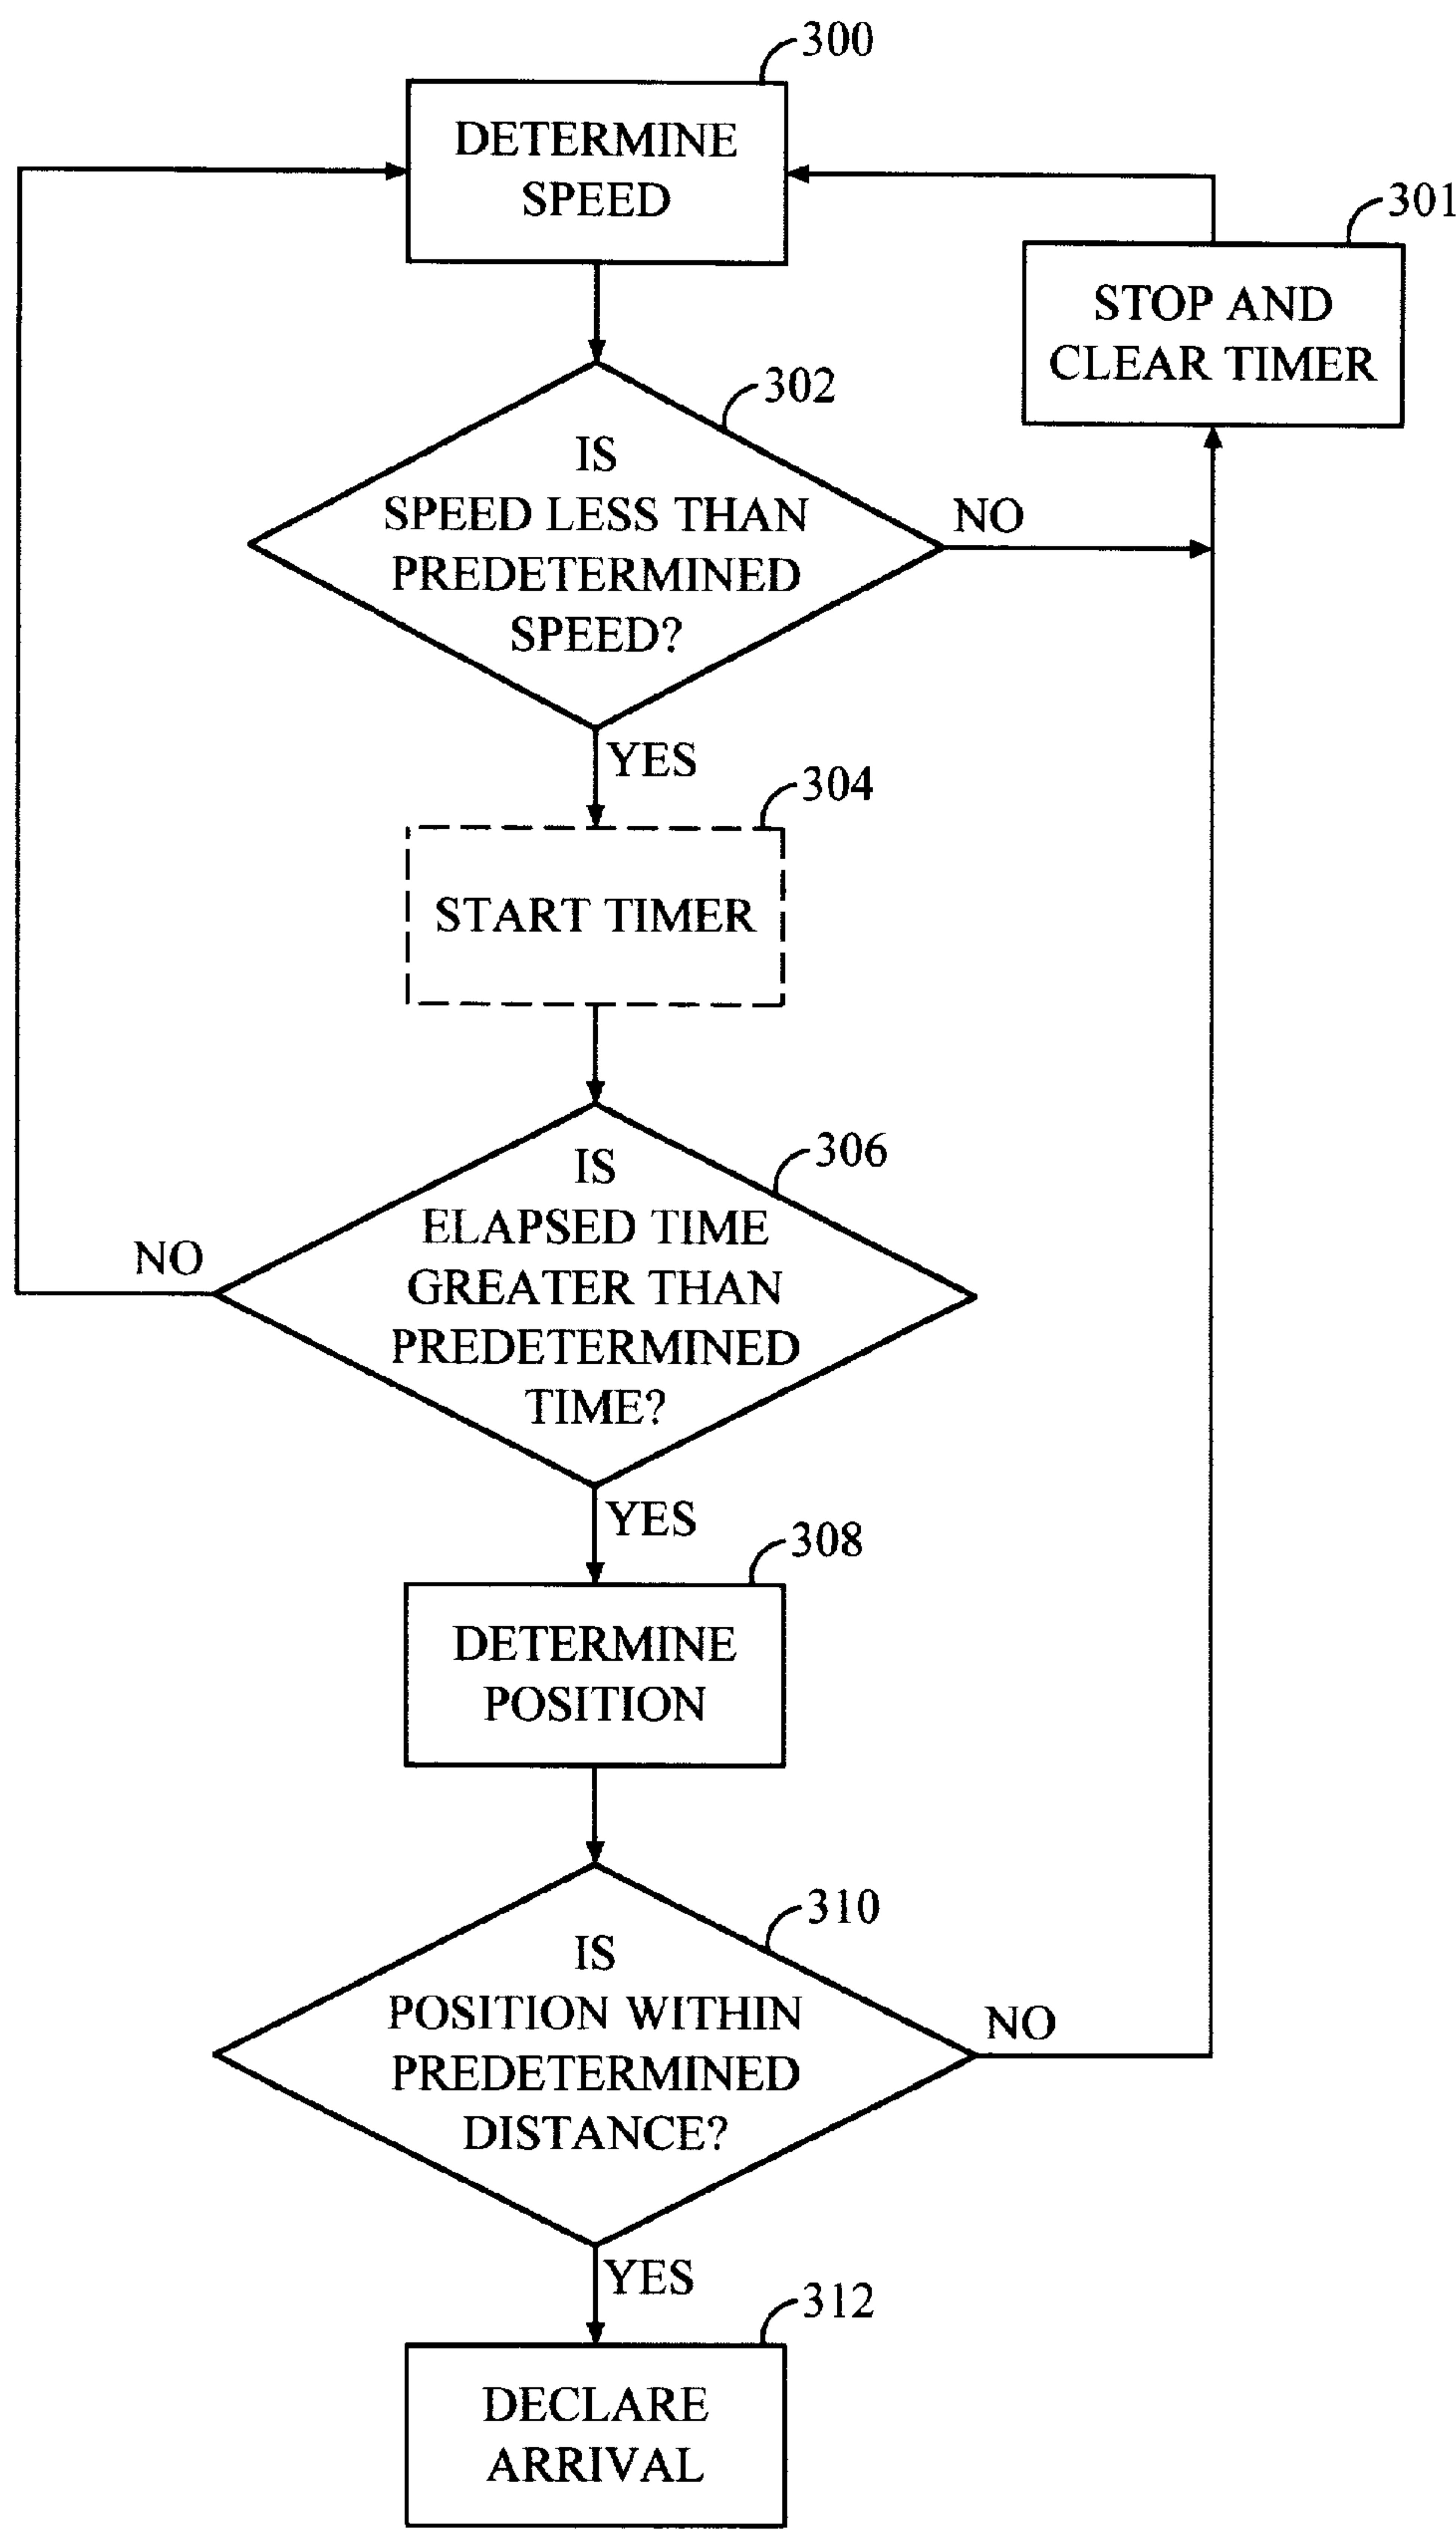 300
DETERMINE
SPEED
301
STOP AND
CLEAR TIMER
302
IS
SPEED LESS THAN
PREDETERMINED
SPEED?
NO
YES
304
START TIMER
306
IS
ELAPSED TIME
GREATER THAN
PREDETERMINED
TIME?
NO
YES
308
DETERMINE
POSITION
310
IS
POSITION WITHIN
PREDETERMINED
DISTANCE?
NO
YES
312
DECLARE
ARRIVAL